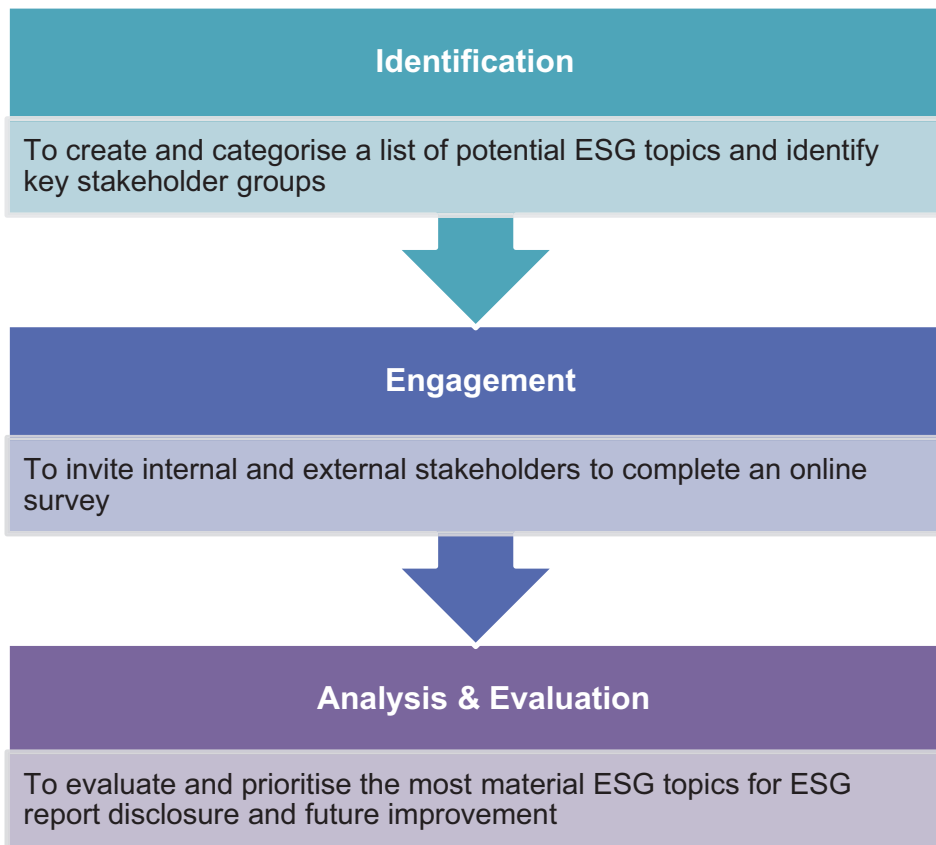 Identification
To create and categorise a list of potential ESG topics and identify
key stakeholder groups
Engagement
To invite internal and external stakeholders to complete an online
survey
Analysis & Evaluation
To evaluate and prioritise the most material ESG topics for ESG
report disclosure and future improvement